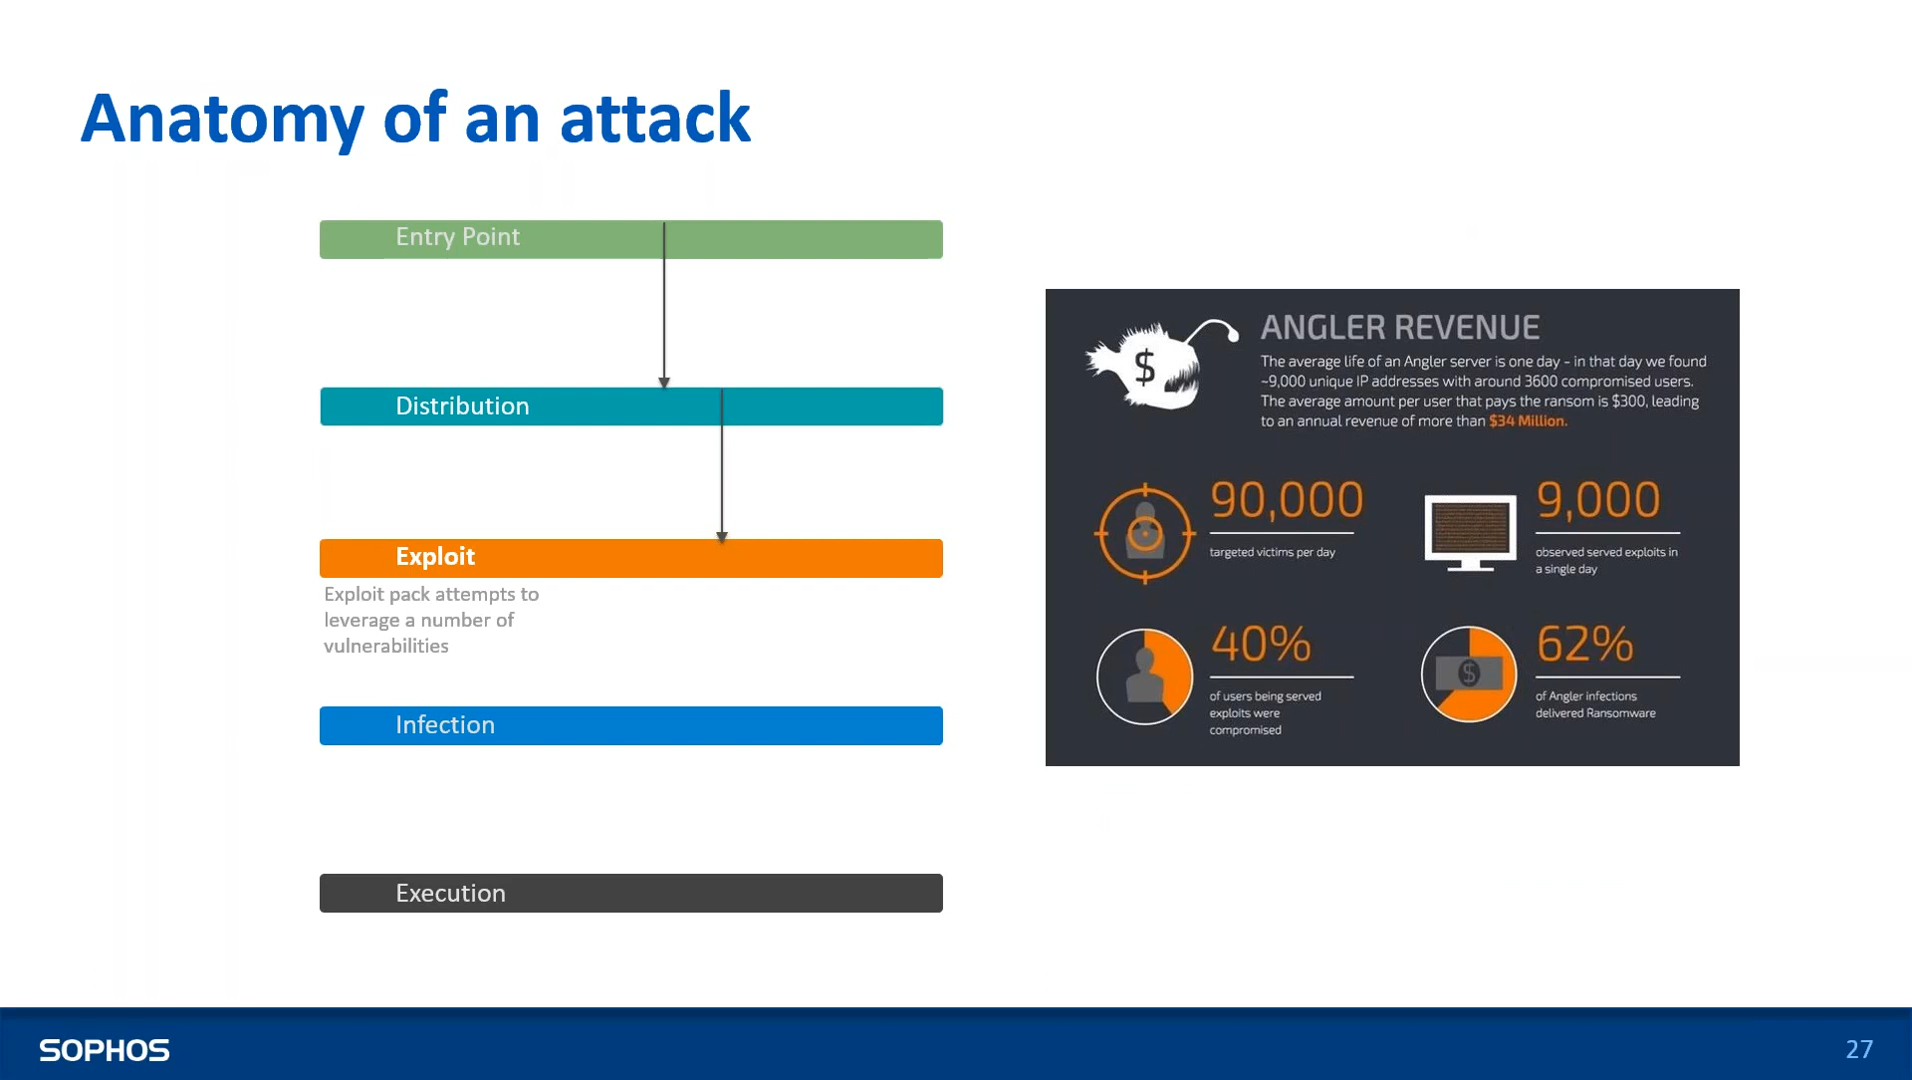 Anatomy of an attack
Entry Point
Distribution
Exploit
Exploit pack attempts to
leverage a number of
vulnerabilities
Infection
Execution
ANGLER REVENUE
The average life of an Angler server is one day - in that day we found
~9,000 unique IP addresses with around 3600 compromised users.
The average amount per user that pays the ransom is $300, leading
to an annual revenue of more than $34 Million.
$
90,000
targeted victims per day
9,000
observed served exploits in
a single day
40%
of users being served
exploits were
compromised
$
62%
of Angler infections
delivered Ransomware
SOPHOS
27